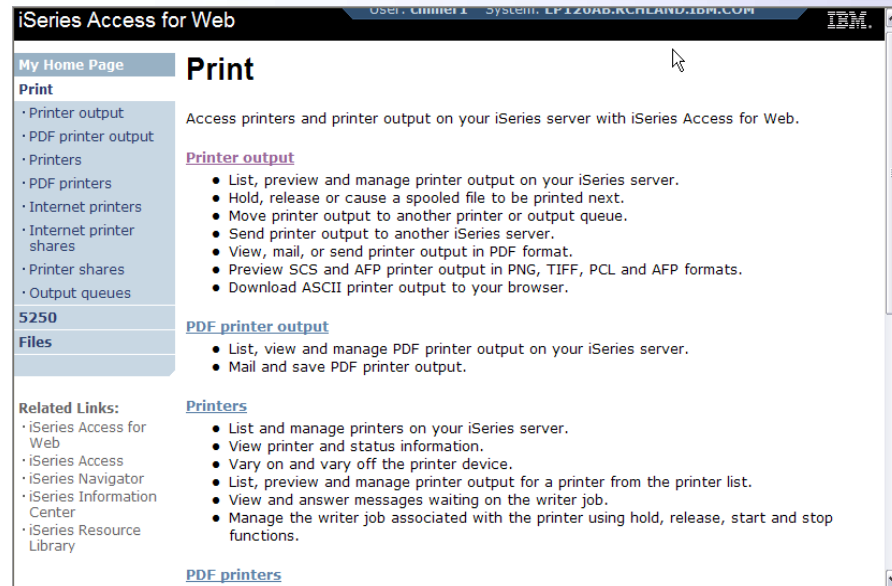 iSeries Access for Web
User: chmer1 System: LP126AB.RCHLAND.IBM.COM
IBM.
My Home Page
Print
· Printer output
· PDF printer output
· Printers
· PDF printers
· Internet printers
· Internet printer
shares
· Printer shares
· Output queues
5250
Files
Related Links:
· iSeries Access for
Web
· iSeries Access
· iSeries Navigator
· iSeries Information
Center
· iSeries Resource
Library
Print
Access printers and printer output on your iSeries server with iSeries Access for Web.
Printer output
● List, preview and manage printer output on your iSeries server.
● Hold, release or cause a spooled file to be printed next.
● Move printer output to another printer or output queue.
● Send printer output to another iSeries server.
● View, mail, or send printer output in PDF format.
● Preview SCS and AFP printer output in PNG, TIFF, PCL and AFP formats.
● Download ASCII printer output to your browser.
PDF printer output
● List, view and manage PDF printer output on your iSeries server.
● Mail and save PDF printer output.
Printers
● List and manage printers on your iSeries server.
● View printer and status information.
● Vary on and vary off the printer device.
● List, preview and manage printer output for a printer from the printer list.
● View and answer messages waiting on the writer job.
● Manage the writer job associated with the printer using hold, release, start and stop
functions.
PDF printers